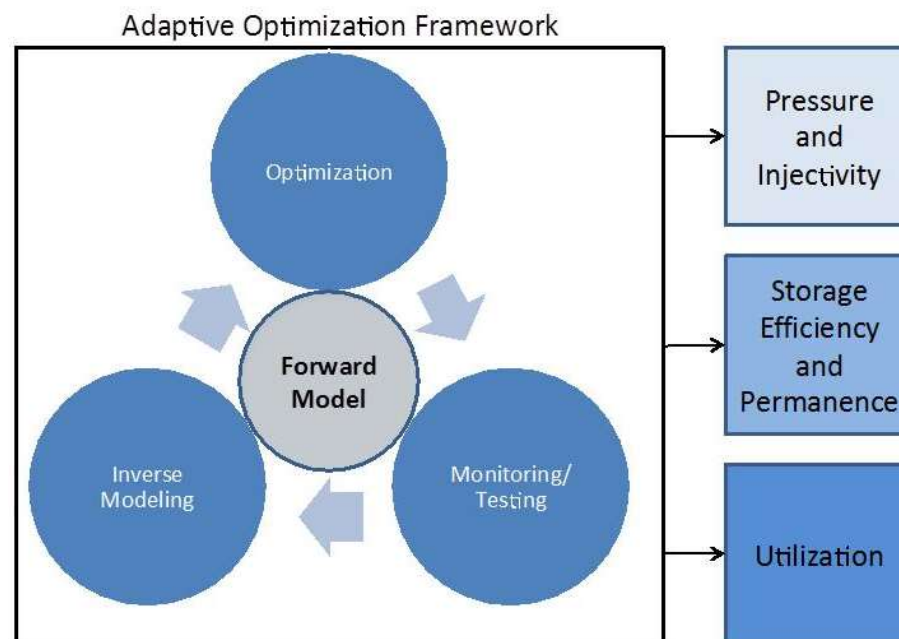 Adaptive Optimization Framework
Optimization
Forward
Model
Inverse
Modeling
Monitoring/
Testing
Pressure
and
Injectivity
Storage
Efficiency
and
Permanence
Utilization